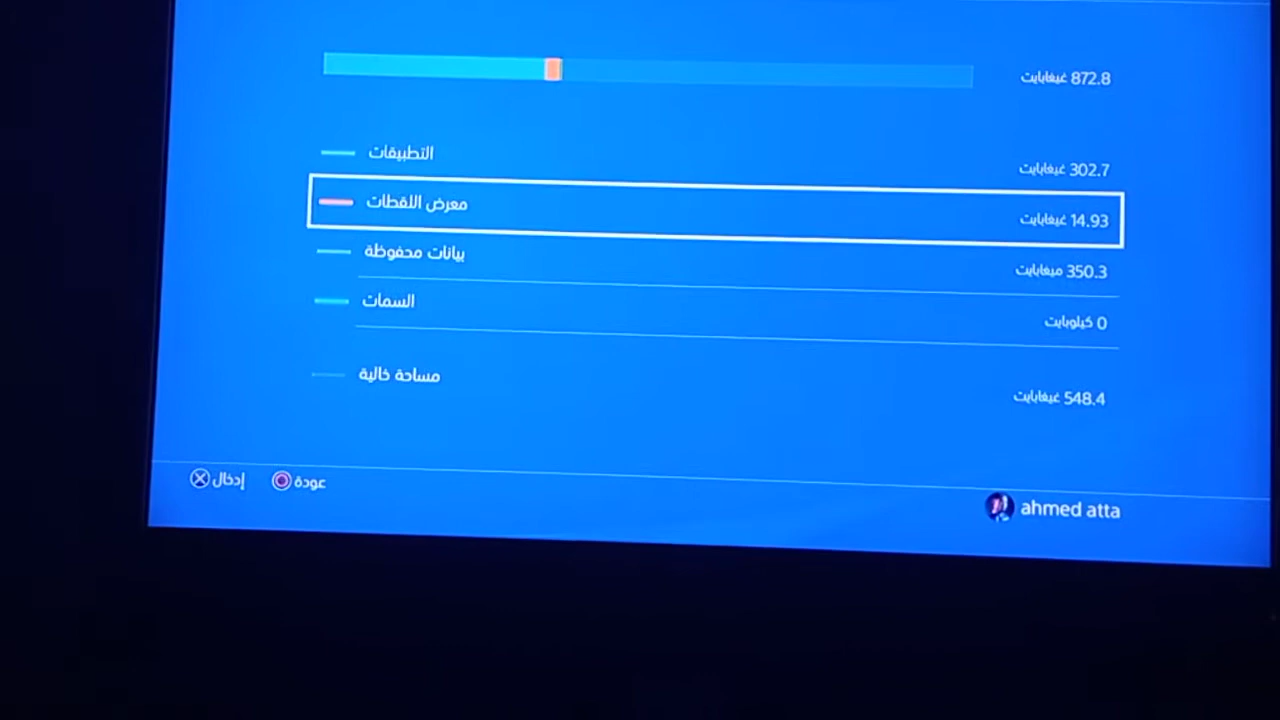 872.8 غيغابايت
التطبيقات 302.7 غيغابايت
معرض اللقطات 14.93 غيغابايت
بيانات محفوظة 350.3 ميغابايت
السمات 0 كيلوبايت
مساحة خالية 548.4 غيغابايت
إدخال عودة
ahmed atta